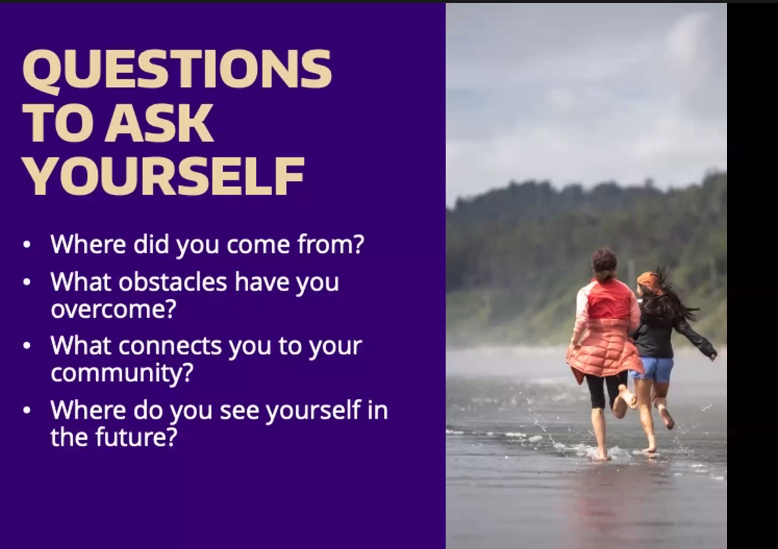 QUESTIONS
TO ASK
YOURSELF
• Where did you come from?
• What obstacles have you
overcome?
• What connects you to your
community?
• Where do you see yourself in
the future?